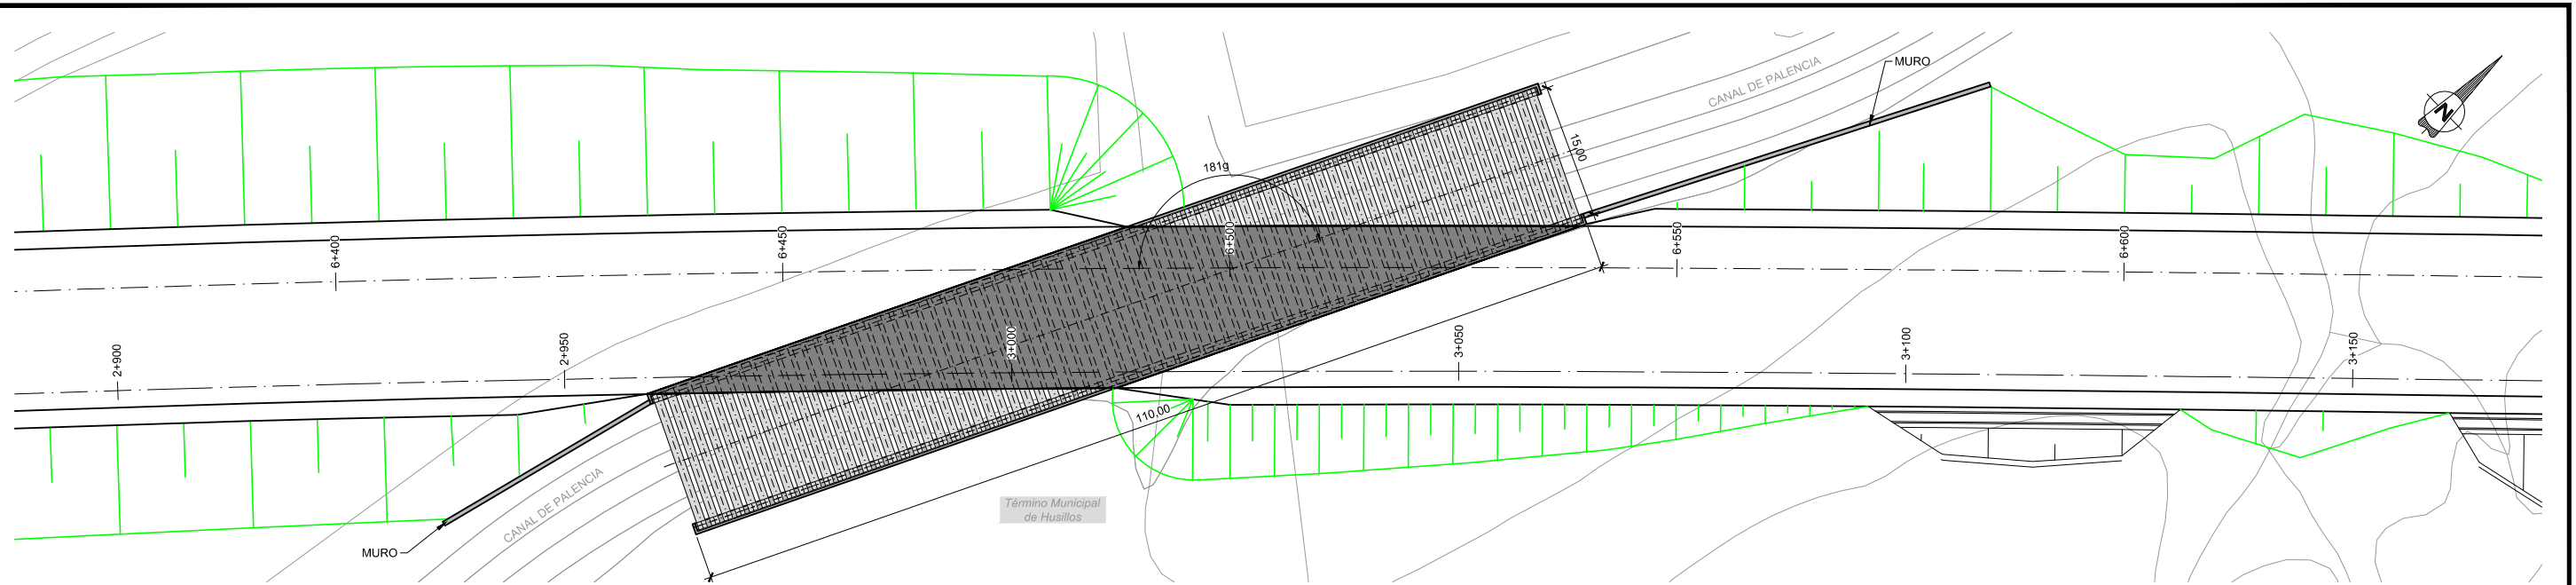 CANAL DE PALENCIA
MURO
N
15.00
181g
6+400
6+450
6+500
6+550
6+600
2+900
2+950
3+000
3+050
3+100
3+150
110.00
CANAL DE PALENCIA
Término Municipal
de Husillos
MURO